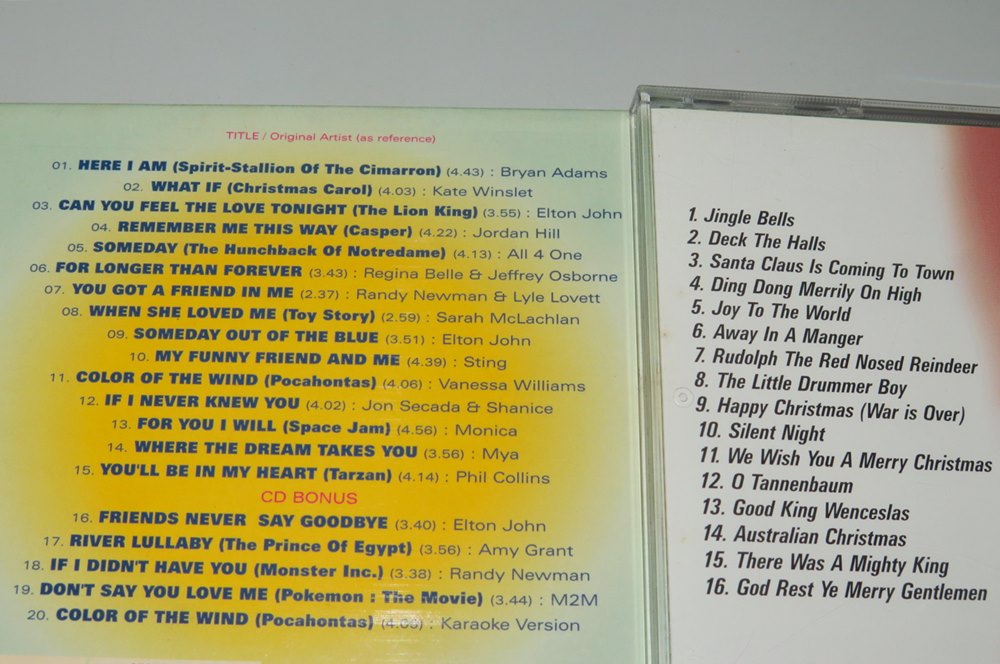 TITLE / Original Artist (as reference)
01. HERE I AM (Spirit-Stallion Of The Cimarron) (4.43) : Bryan Adams
02. WHAT IF (Christmas Carol) (4.03) : Kate Winslet
03. CAN YOU FEEL THE LOVE TONIGHT (The Lion King) (3.55) : Elton John
04. REMEMBER ME THIS WAY (Casper) (4.22) : Jordan Hill
05. SOMEDAY (The Hunchback Of Notredame) (4.13) : All 4 One
06. FOR LONGER THAN FOREVER (3.43) : Regina Belle & Jeffrey Osborne
07. YOU GOT A FRIEND IN ME (2.37) : Randy Newman & Lyle Lovett
08. WHEN SHE LOVED ME (Toy Story) (2.59) : Sarah McLachlan
09. SOMEDAY OUT OF THE BLUE (3.51) : Elton John
10. MY FUNNY FRIEND AND ME (4.39) : Sting
11. COLOR OF THE WIND (Pocahontas) (4.06) : Vanessa Williams
12. IF I NEVER KNEW YOU (4.02) : Jon Secada & Shanice
13. FOR YOU I WILL (Space Jam) (4.56) : Monica
14. WHERE THE DREAM TAKES YOU (3.56) : Mya
15. YOU'LL BE IN MY HEART (Tarzan) (4.14) : Phil Collins
CD BONUS
16. FRIENDS NEVER SAY GOODBYE (3.40) : Elton John
17. RIVER LULLABY (The Prince Of Egypt) (3.56) : Amy Grant
18. IF I DIDN'T HAVE YOU (Monster Inc.) (3.38) : Randy Newman
19. DON'T SAY YOU LOVE ME (Pokemon : The Movie) (3.44) : M2M
20. COLOR OF THE WIND (Pocahontas) : Karaoke Version
1. Jingle Bells
2. Deck The Halls
3. Santa Claus Is Coming To Town
4. Ding Dong Merrily On High
5. Joy To The World
6. Away In A Manger
7. Rudolph The Red Nosed Reindeer
8. The Little Drummer Boy
9. Happy Christmas (War is Over)
10. Silent Night
11. We Wish You A Merry Christmas
12. O Tannenbaum
13. Good King Wenceslas
14. Australian Christmas
15. There Was A Mighty King
16. God Rest Ye Merry Gentlemen